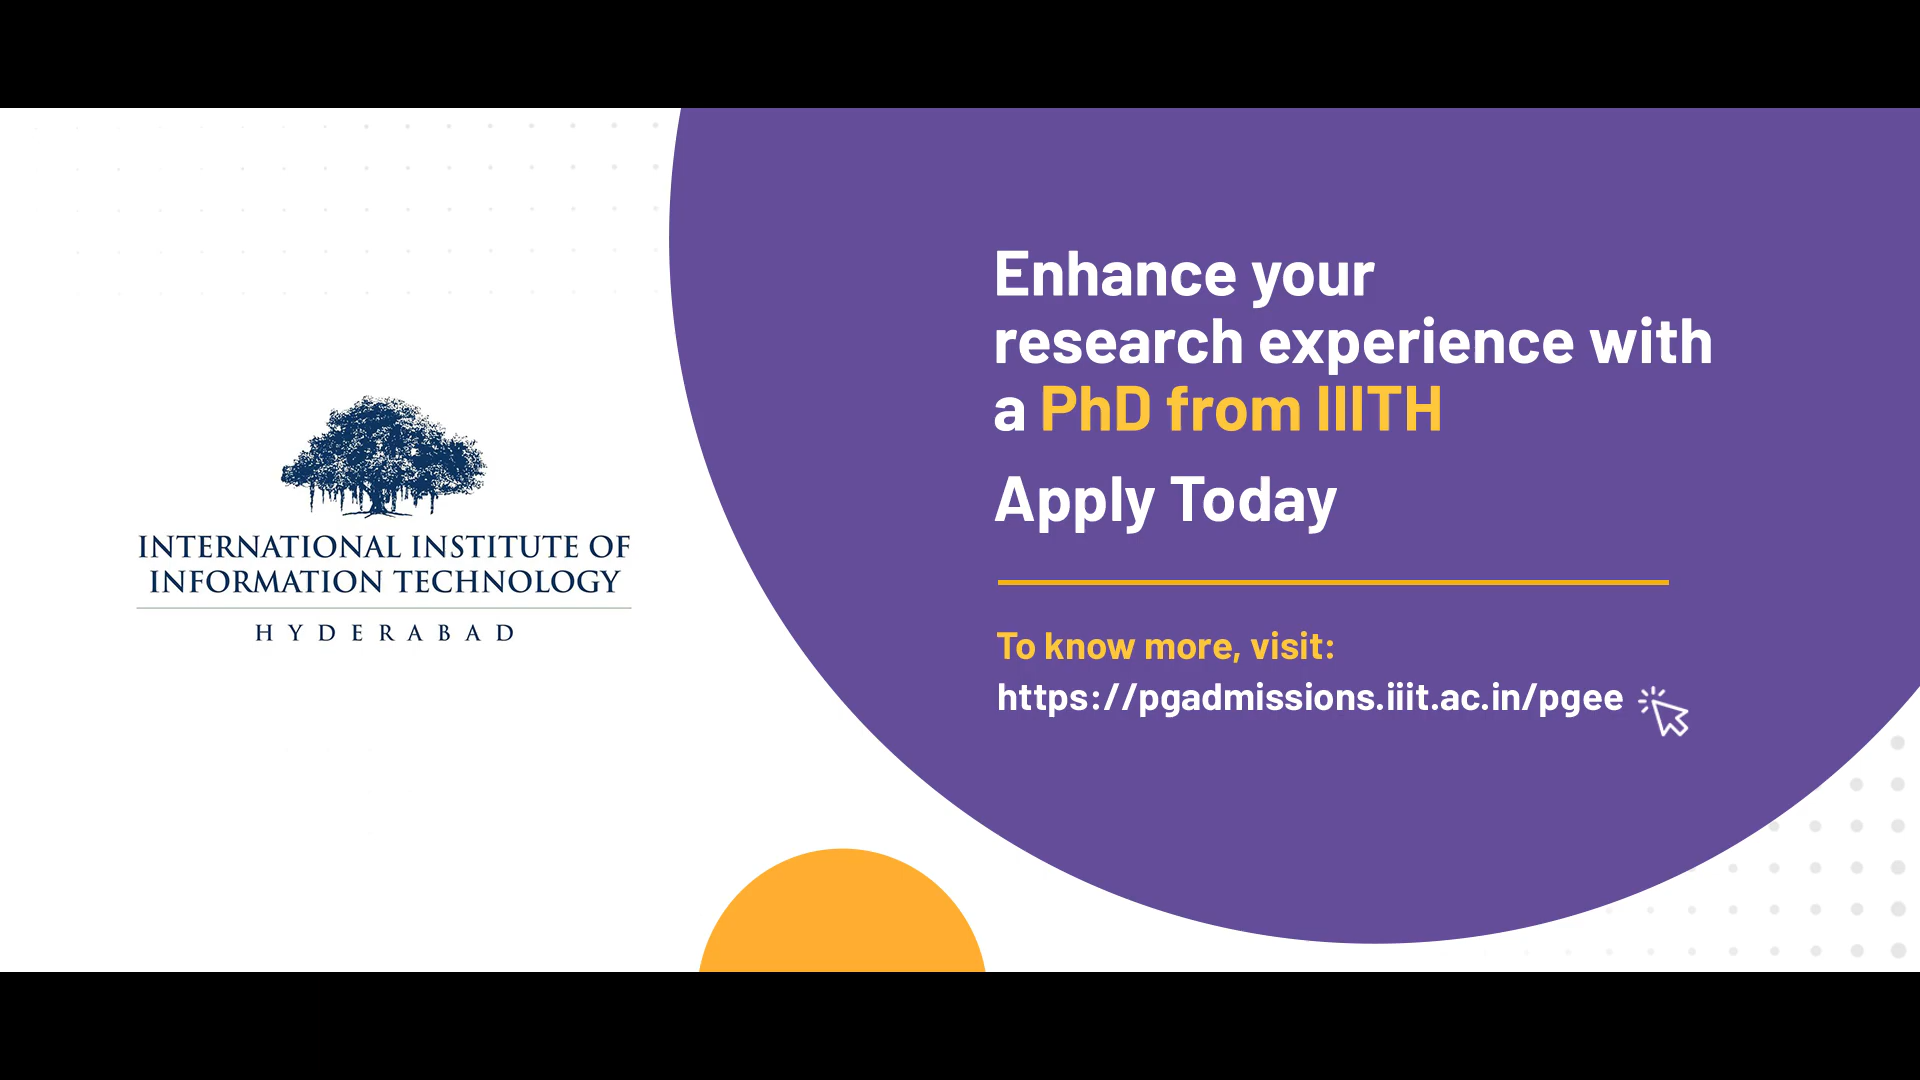 INTERNATIONAL INSTITUTE OF
INFORMATION TECHNOLOGY
HYDERABAD
Enhance your
research experience with
a PhD from IIITH
Apply Today
To know more, visit:
https://pgadmissions.iiit.ac.in/pgee